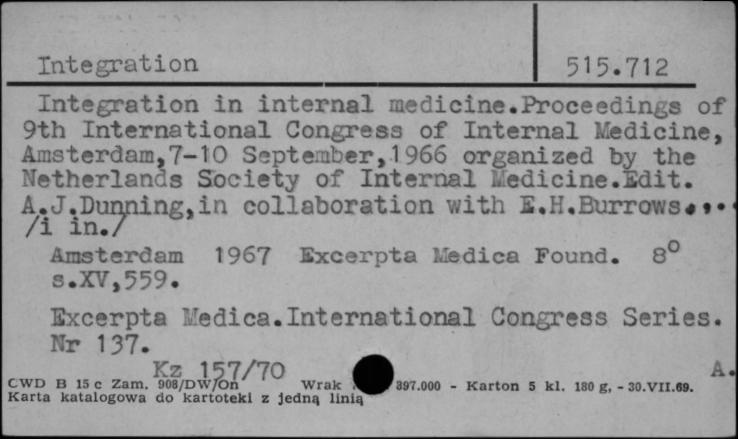 Integration 515.712
Integration in internal medicine.Proceedings of
9th International Congress of Internal Medicine,
Amsterdam,7-10 September,1966 organized by the
Netherlands Society of Internal Medicine.Edit.
A.J.Dunning,in collaboration with E.H.Burrows....
/i in./
Amsterdam 1967 Excerpta Medica Found. 8°
s.XV,559.
Excerpta Medica.International Congress Series.
Nr 137.
Kz 157/70 A.
CWD B 15 c Zam. 908/DW/On Wrak 397.000 - Karton 5 kl. 180 g, - 30.VII.69.
Karta katalogowa do kartoteki z jedną linią